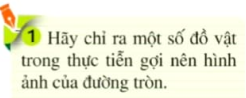 1 Hãy chỉ ra một số đồ vật
trong thực tiễn gợi nên hình
ảnh của đường tròn.